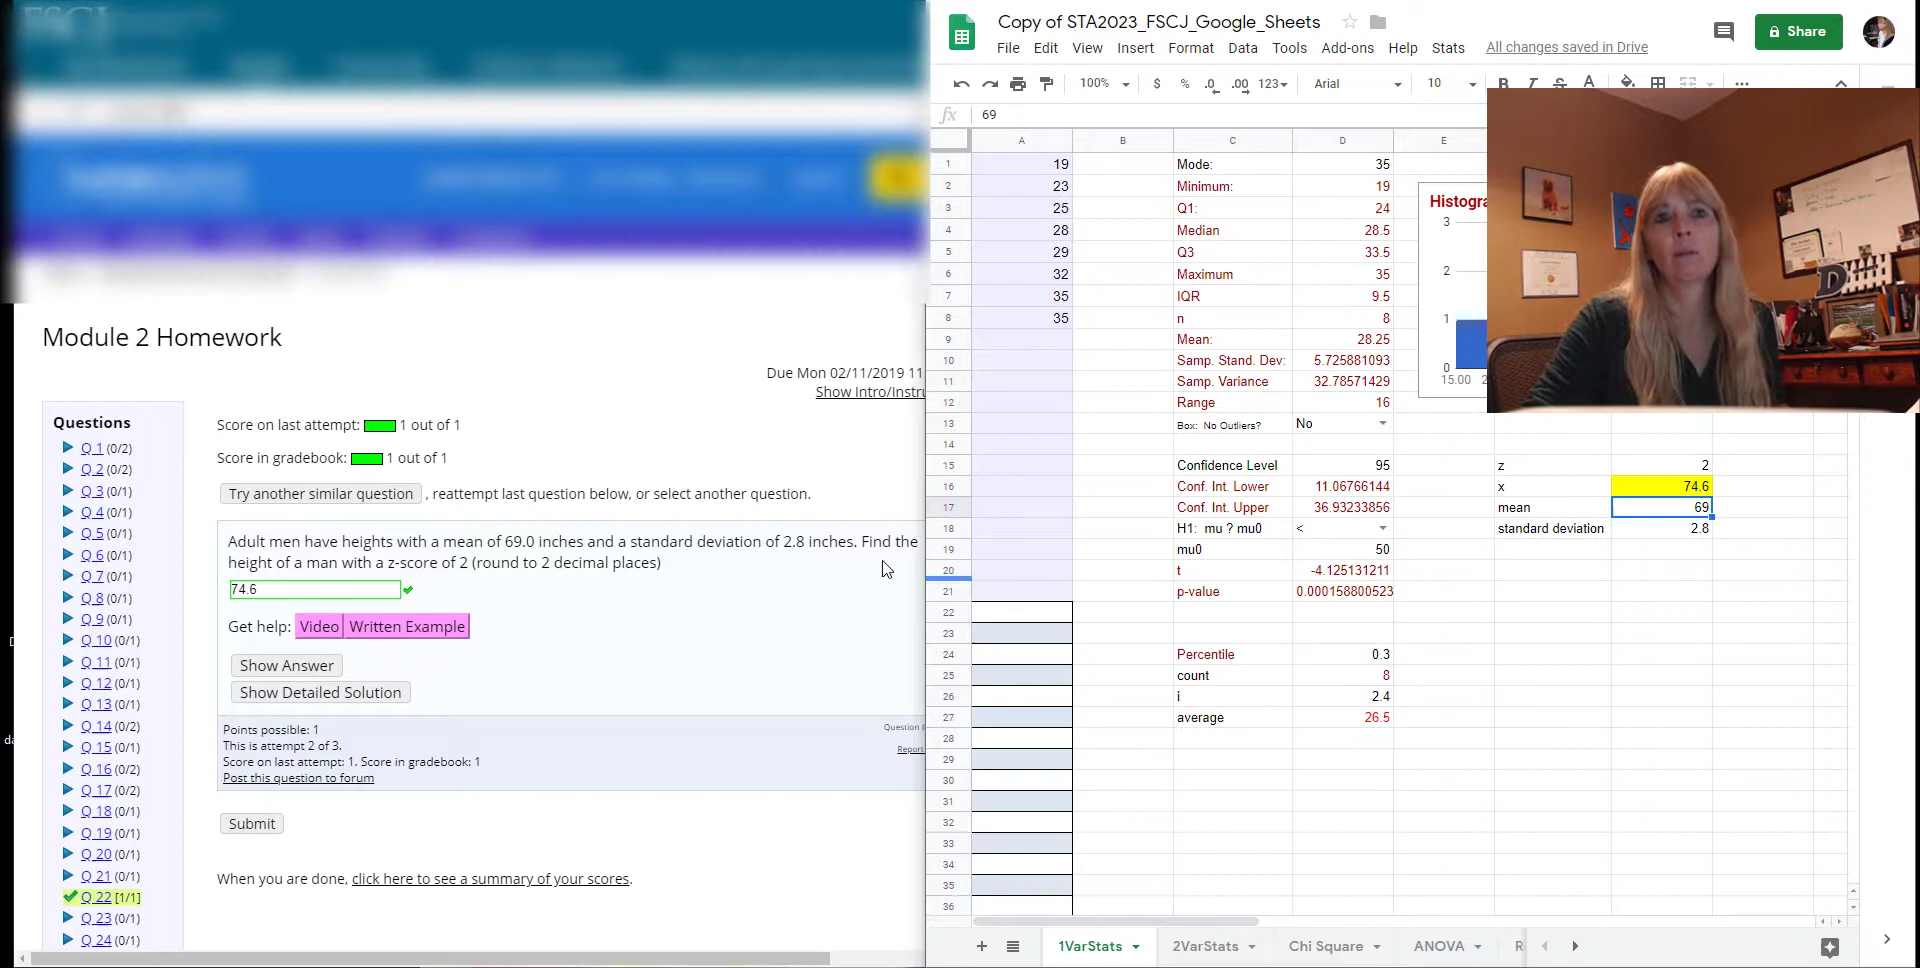 FSCJ
Module 2 Homework
Due Mon 02/11/2019 11
Show Intro/Instru
Questions
Q 1 (0/2)
Q 2 (0/2)
Q 3 (0/1)
Q 4 (0/1)
Q 5 (0/1)
Q 6 (0/1)
Q 7 (0/1)
Q 8 (0/1)
Q 9 (0/1)
Q 10 (0/1)
Q 11 (0/1)
Q 12 (0/1)
Q 13 (0/1)
Q 14 (0/2)
Q 15 (0/1)
Q 16 (0/2)
Q 17 (0/2)
Q 18 (0/1)
Q 19 (0/1)
Q 20 (0/1)
Q 21 (0/1)
Q 22 [1/1]
Q 23 (0/1)
Q 24 (0/1)
Score on last attempt: 1 out of 1
Score in gradebook: 1 out of 1
Try another similar question , reattempt last question below, or select another question.
Adult men have heights with a mean of 69.0 inches and a standard deviation of 2.8 inches. Find the
height of a man with a z-score of 2 (round to 2 decimal places)
74.6
Get help: Video Written Example
Show Answer
Show Detailed Solution
Points possible: 1
This is attempt 2 of 3.
Score on last attempt: 1. Score in gradebook: 1
Post this question to forum
Question I
Report
Submit
When you are done, click here to see a summary of your scores.
Copy of STA2023_FSCJ_Google_Sheets
File Edit View Insert Format Data Tools Add-ons Help Stats All changes saved in Drive
Share
100% $ % .0 .00 123 Arial 10 B I S A
fx 69
A B C D E
1 19 Mode: 35
2 23 Minimum: 19
3 25 Q1: 24
4 28 Median 28.5
5 29 Q3 33.5
6 32 Maximum 35
7 35 IQR 9.5
8 35 n 8
9 Mean: 28.25
10 Samp. Stand. Dev: 5.725881093
11 Samp. Variance 32.78571429
12 Range 16
13 Box: No Outliers? No
14
15 Confidence Level 95 z 2
16 Conf. Int. Lower 11.06766144 x 74.6
17 Conf. Int. Upper 36.93233856 mean 69
18 H1: mu ? mu0 < standard deviation 2.8
19 mu0 50
20 t -4.125131211
21 p-value 0.000158800523
22
23
24 Percentile 0.3
25 count 8
26 i 2.4
27 average 26.5
28
29
30
31
32
33
34
35
36
Histogra
3
2
1
0
15.00 2
1VarStats 2VarStats Chi Square ANOVA R